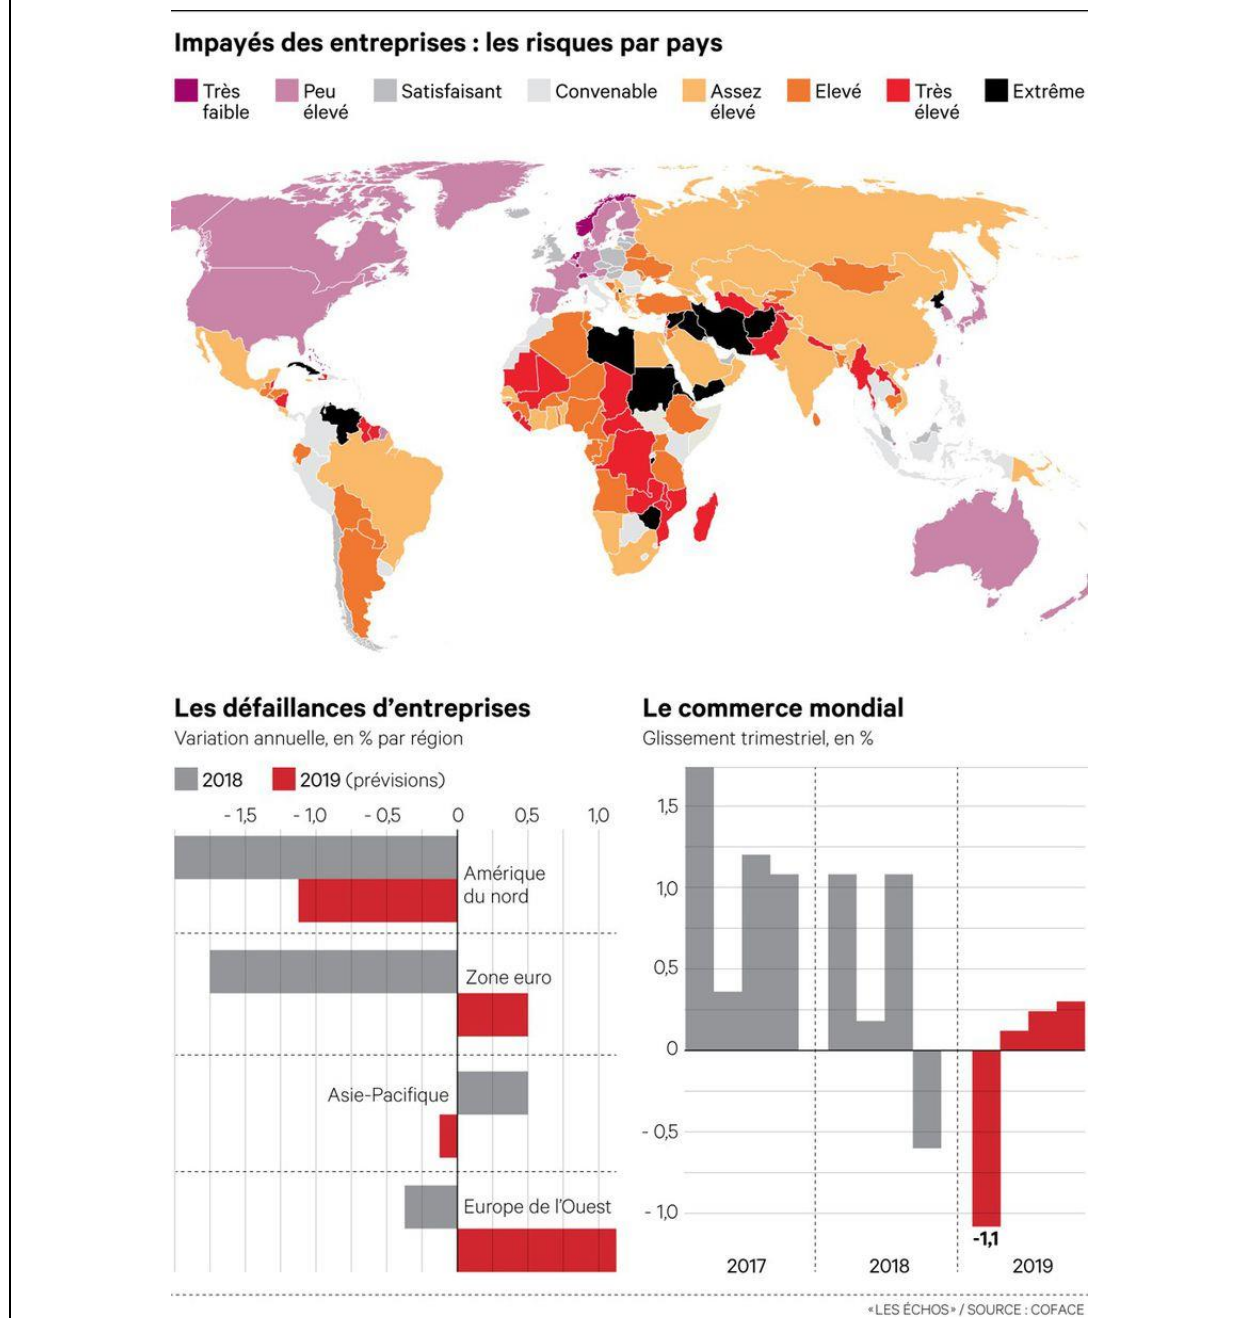 Impayés des entreprises : les risques par pays
Très faible
Peu élevé
Satisfaisant
Convenable
Assez élevé
Elevé
Très élevé
Extrême
Les défaillances d'entreprises
Variation annuelle, en % par région
2018
2019 (prévisions)
- 1,5 - 1,0 - 0,5 0 0,5 1,0
Amérique
du nord
Zone euro
Asie-Pacifique
Europe de l'Ouest
Le commerce mondial
Glissement trimestriel, en %
1,5
1,0
0,5
0
- 0,5
- 1,0
-1,1
2017 2018 2019
«LES ÉCHOS» / SOURCE : COFACE